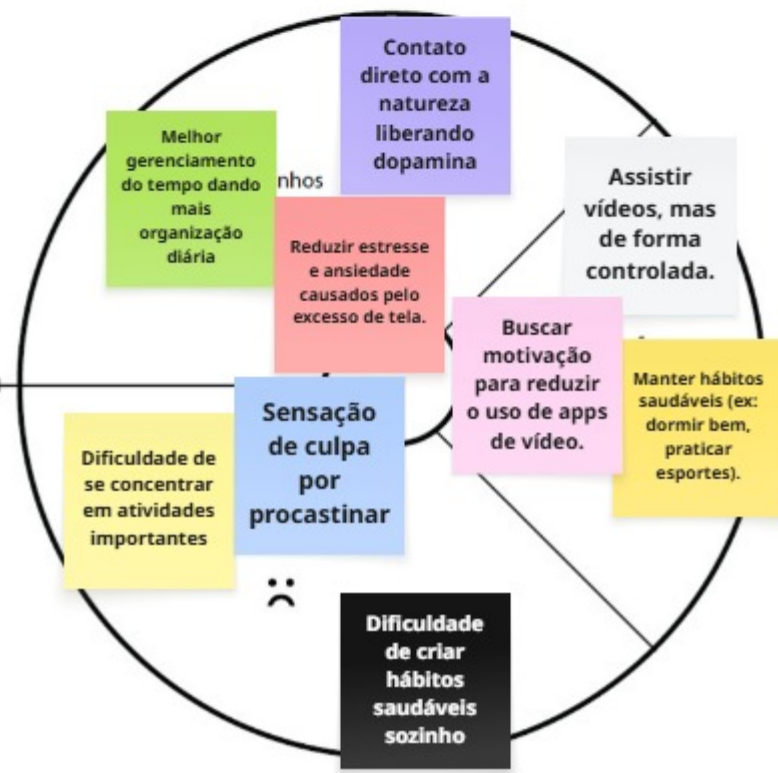 Contato
direto com a
natureza
liberando
dopamina
Melhor
gerenciamento
do tempo dando
mais
organização
diária
nhos
Assistir
vídeos, mas
de forma
controlada.
Reduzir estresse
e ansiedade
causados pelo
excesso de tela.
Buscar
motivação
para reduzir
o uso de apps
de vídeo.
Manter hábitos
saudáveis (ex:
dormir bem,
praticar
esportes).
Sensação
de culpa
por
procastinar
Dificuldade de
se concentrar
em atividades
importantes
Dificuldade
de criar
hábitos
saudáveis
sozinho